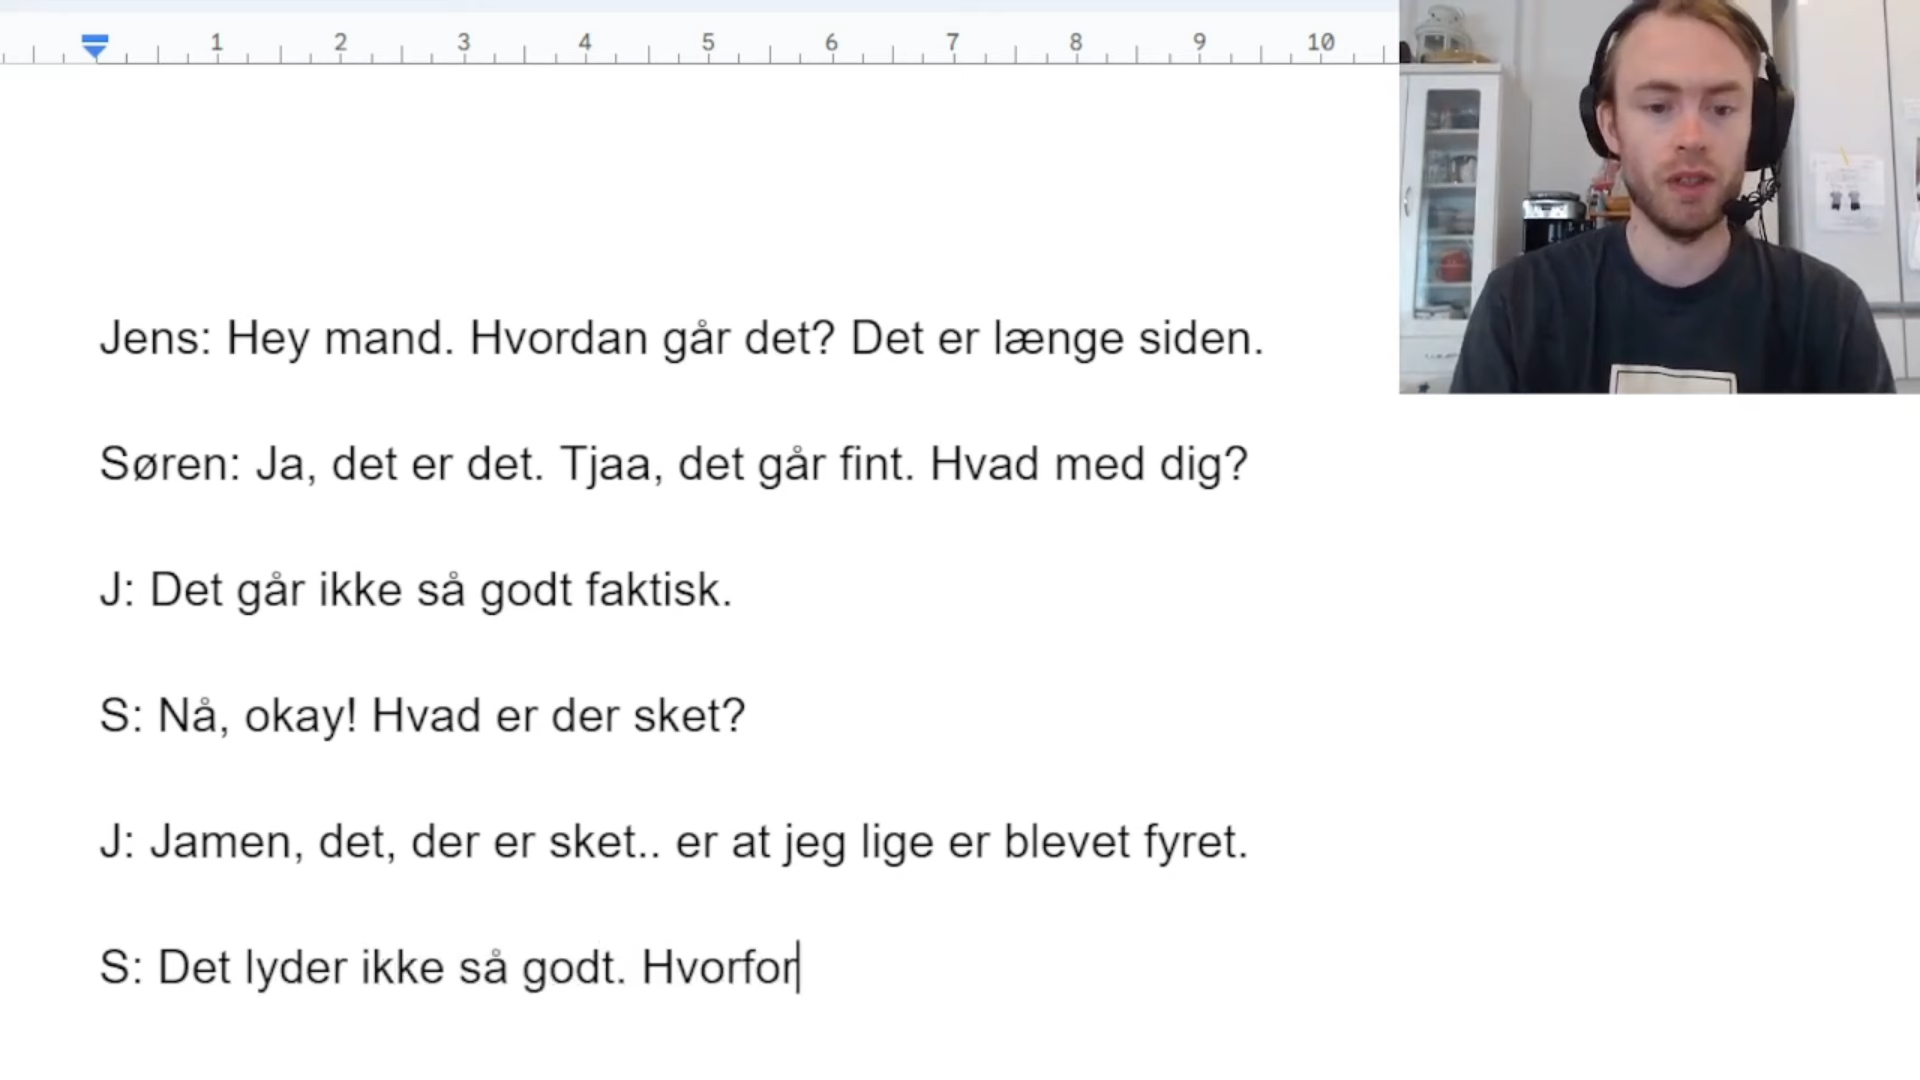 1 2 3 4 5 6 7 8 9 10
Jens: Hey mand. Hvordan går det? Det er længe siden.
Søren: Ja, det er det. Tjaa, det går fint. Hvad med dig?
J: Det går ikke så godt faktisk.
S: Nå, okay! Hvad er der sket?
J: Jamen, det, der er sket.. er at jeg lige er blevet fyret.
S: Det lyder ikke så godt. Hvorfor